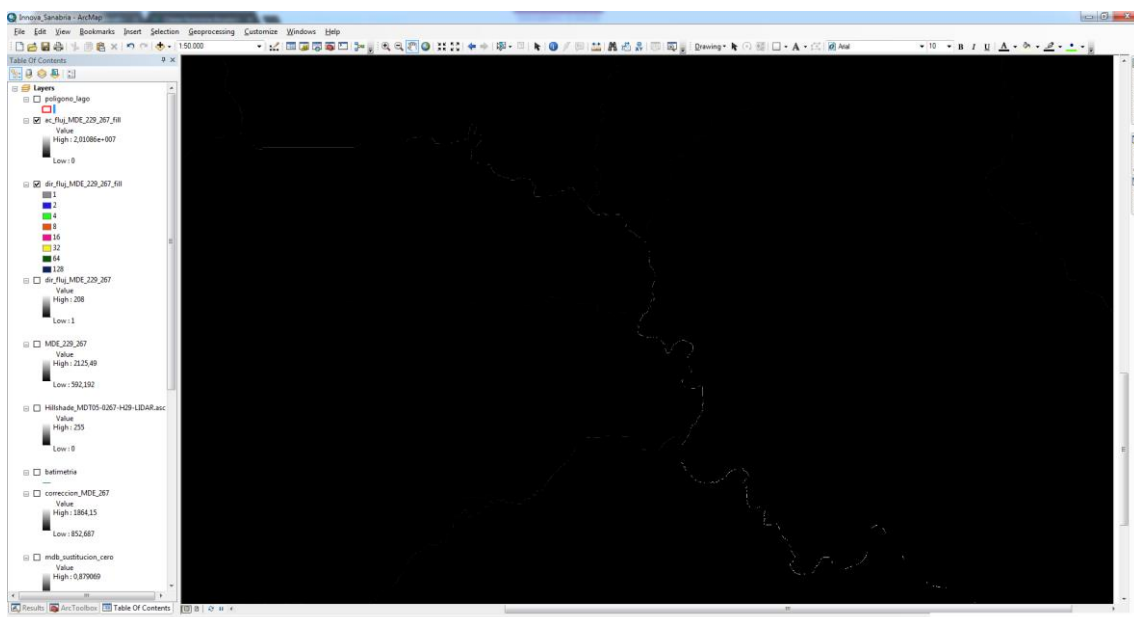 Innova_Sanabria - ArcMap
File Edit View Bookmarks Insert Selection Geoprocessing Customize Windows Help
1:50.000 Drawing A Arial 10 B I U A
Table Of Contents
Layers
poligono_lago
ac_fluj_MDE_229_267_fill
Value
High : 2,01086e+007
Low : 0
dir_fluj_MDE_229_267_fill
1
2
4
8
16
32
64
128
dir_fluj_MDE_229_267
Value
High : 208
Low : 1
MDE_229_267
Value
High : 2125,49
Low : 592,192
Hillshade_MDT05-0267-H29-LIDAR.asc
Value
High : 255
Low : 0
batimetria
correccion_MDE_267
Value
High : 1864,15
Low : 852,687
mdb_sustitucion_cero
Value
High : 0,879069
Results ArcToolbox Table Of Contents